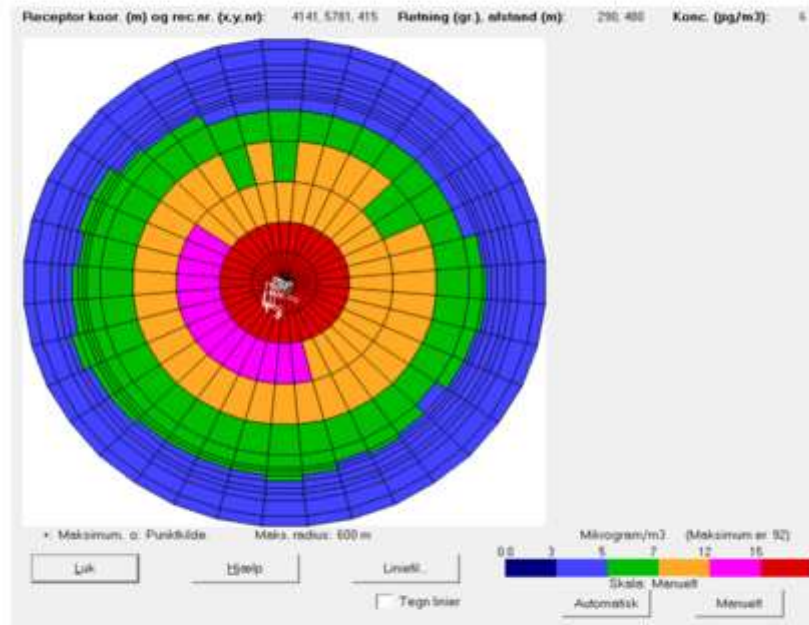 Receptor koor. (m) og rec.nr. (x,y,nr): 4141, 5781, 415 Retning (gr.), afstand (m): 290, 480 Konc. (µg/m3): 6
*: Maksimum, o: Punktkilde Maks. radius: 600 m
Mikrogram/m3 (Maksimum er 92)
0.0 3 5 7 12 15
Skala: Manuelt
Luk Hjælp Liniefil...
Tegn linier Automatisk Manuelt